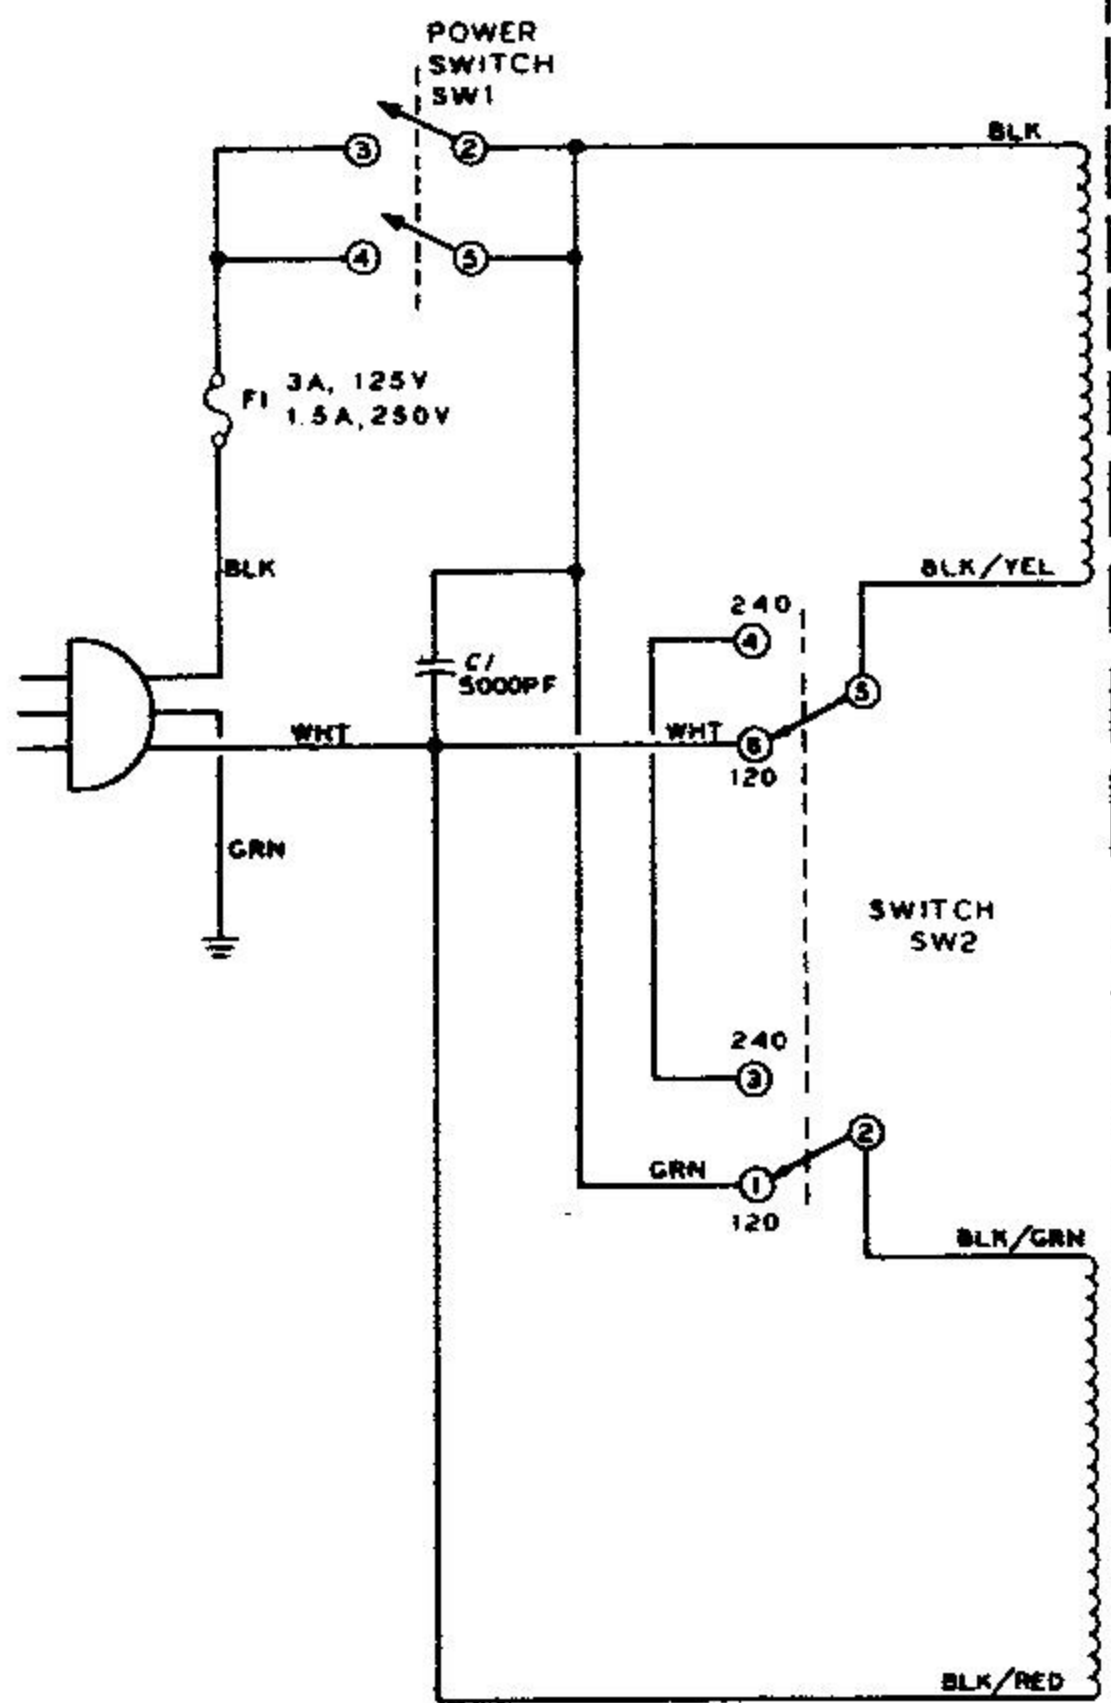 POWER
SWITCH
SW1
BLK
3
2
4
5
F1
3A, 125V
1.5A, 250V
BLK
BLK/YEL
240
4
C1
5000PF
5
WHT
WHT
6
120
GRN
SWITCH
SW2
240
3
2
GRN
1
120
BLK/GRN
BLK/RED